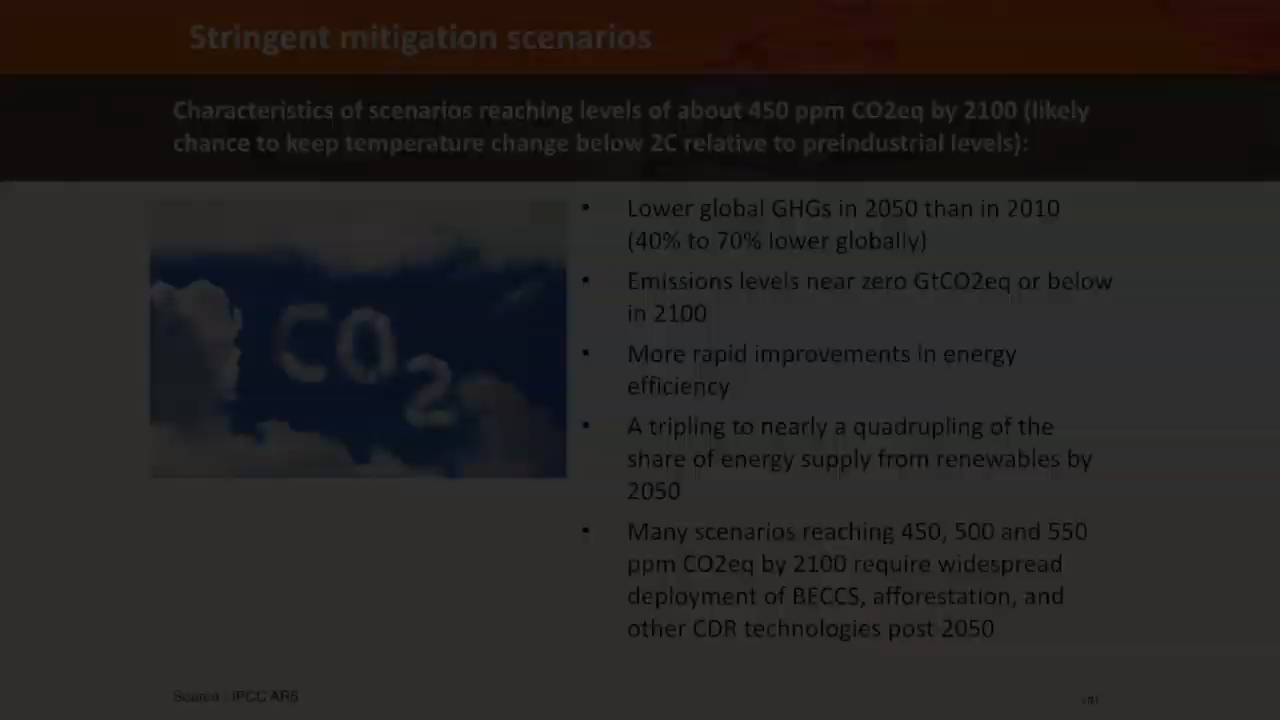 Stringent mitigation scenarios
Characteristics of scenarios reaching levels of about 450 ppm CO2eq by 2100 (likely
chance to keep temperature change below 2C relative to preindustrial levels):
• Lower global GHGs in 2050 than in 2010
(40% to 70% lower globally)
• Emissions levels near zero GtCO2eq or below
in 2100
• More rapid improvements in energy
efficiency
• A tripling to nearly a quadrupling of the
share of energy supply from renewables by
2050
• Many scenarios reaching 450, 500 and 550
ppm CO2eq by 2100 require widespread
deployment of BECCS, afforestation, and
other CDR technologies post 2050
CO2
Source : IPCC AR5